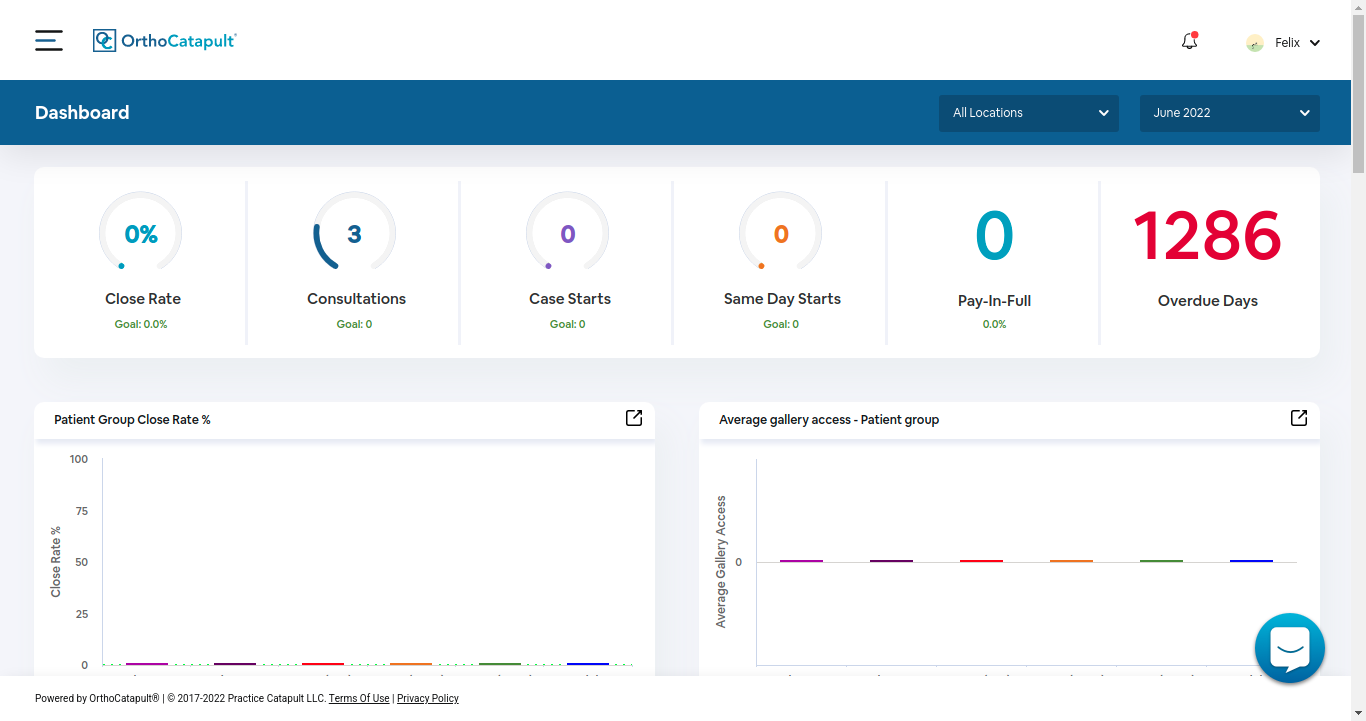 OrthoCatapult®
Felix
Dashboard
All Locations
June 2022
0%
Close Rate
Goal: 0.0%
3
Consultations
Goal: 0
0
Case Starts
Goal: 0
0
Same Day Starts
Goal: 0
0
Pay-In-Full
0.0%
1286
Overdue Days
Patient Group Close Rate %
100
75
50
25
0
Close Rate %
Average gallery access - Patient group
Average Gallery Access
0
Powered by OrthoCatapult® | © 2017-2022 Practice Catapult LLC. Terms Of Use | Privacy Policy